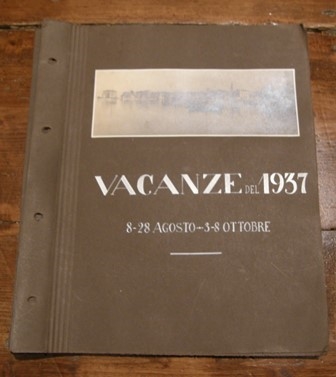 VACANZE DEL 1937
8-28 AGOSTO - 3-8 OTTOBRE